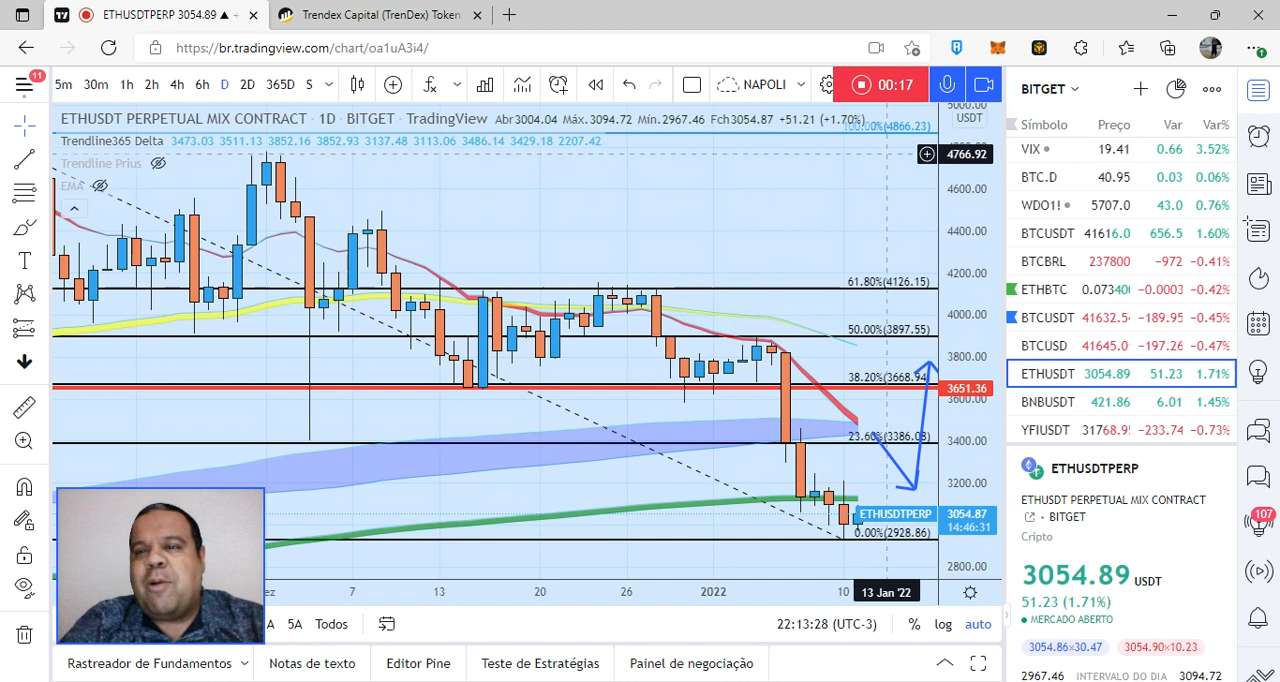 ETHUSDTPERP 3054.89 ▲
Trendex Capital (TrenDex) Token
https://br.tradingview.com/chart/oa1uA3i4/
11
5m 30m 1h 2h 4h 6h D 2D 365D S
NAPOLI
00:17
ETHUSDT PERPETUAL MIX CONTRACT · 1D · BITGET · TradingView Abr3004.04 Máx.3094.72 Mín.2967.46 Fch3054.87 +51.21 (+1.70%)
Trendline365 Delta 3473.03 3511.13 3852.16 3852.93 3137.48 3113.06 3486.14 3429.18 2207.42
Trendline Prius
EMA
100.00%(4866.23)
61.80%(4126.15)
50.00%(3897.55)
38.20%(3668.94)
23.60%(3386.08)
0.00%(2928.86)
ETHUSDTPERP
5000.00
USDT
4766.92
4600.00
4400.00
4200.00
4000.00
3800.00
3651.36
3600.00
3400.00
3200.00
3054.87
14:46:31
2800.00
ez 7 13 20 26 2022 10 13 Jan '22
A 5A Todos
22:13:28 (UTC-3) % log auto
Rastreador de Fundamentos Notas de texto Editor Pine Teste de Estratégias Painel de negociação
BITGET
Símbolo Preço Var Var%
VIX 19.41 0.66 3.52%
BTC.D 40.95 0.03 0.06%
WDO1! 5707.0 43.0 0.76%
BTCUSDT 41616.0 656.5 1.60%
BTCBRL 237800 −972 −0.41%
ETHBTC 0.073400 −0.0003 −0.42%
BTCUSDT 41632.5 −189.95 −0.45%
BTCUSD 41645.0 −197.26 −0.47%
ETHUSDT 3054.89 51.23 1.71%
BNBUSDT 421.86 6.01 1.45%
YFIUSDT 31768.95 −233.74 −0.73%
ETHUSDTPERP
ETHUSDT PERPETUAL MIX CONTRACT
• BITGET
Cripto
3054.89 USDT
51.23 (1.71%)
MERCADO ABERTO
3054.86×30.47 3054.90×10.23
2967.46 INTERVALO DO DIA 3094.72
107